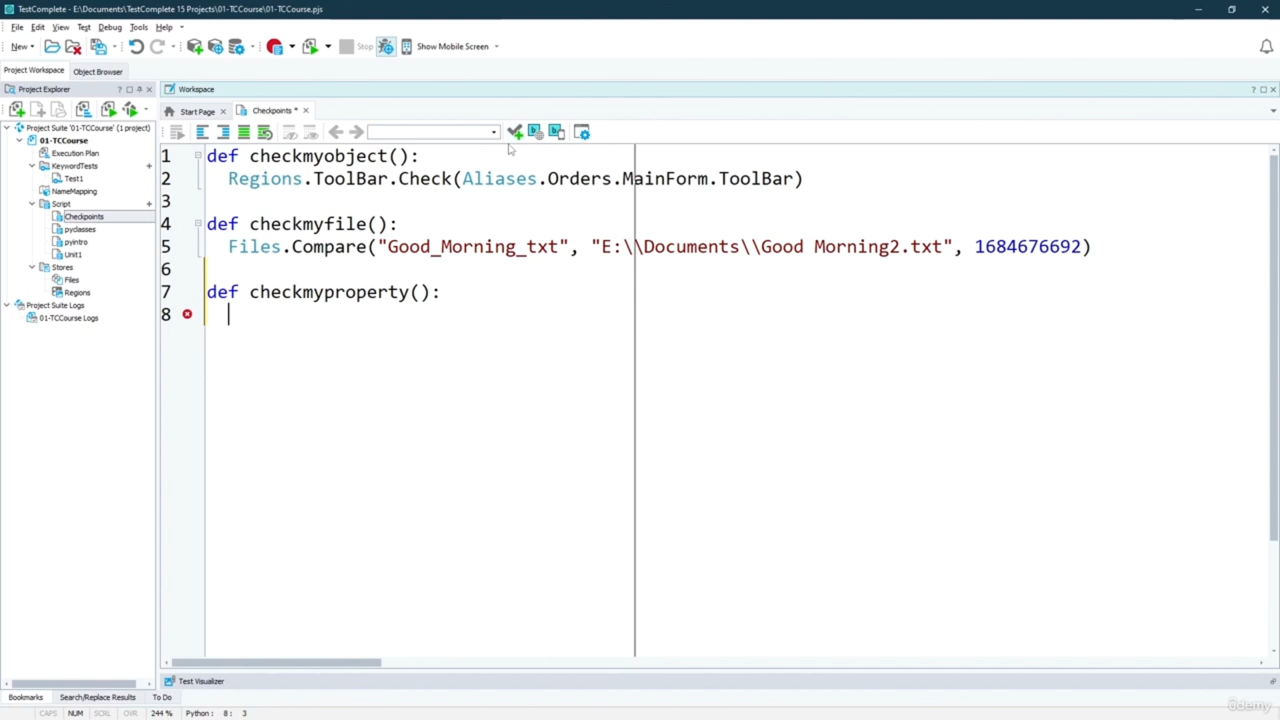 TestComplete - E:\Documents\TestComplete 15 Projects\01-TCCourse\01-TCCourse.pjs
File Edit View Test Debug Tools Help
New Stop Show Mobile Screen
Project Workspace Object Browser
Project Explorer
Project Suite '01-TCCourse' (1 project)
01-TCCourse
Execution Plan
KeywordTests
Test1
NameMapping
Script
Checkpoints
pyclasses
pyintro
Unit1
Stores
Files
Regions
Project Suite Logs
01-TCCourse Logs
Workspace
Start Page Checkpoints *
1 def checkmyobject():
2 Regions.ToolBar.Check(Aliases.Orders.MainForm.ToolBar)
3
4 def checkmyfile():
5 Files.Compare("Good_Morning_txt", "E:\\Documents\\Good Morning2.txt", 1684676692)
6
7 def checkmyproperty():
8
Test Visualizer
Bookmarks Search/Replace Results To Do
CAPS NUM SCRL OVR 244 % Python : 8 : 3
ûdemy